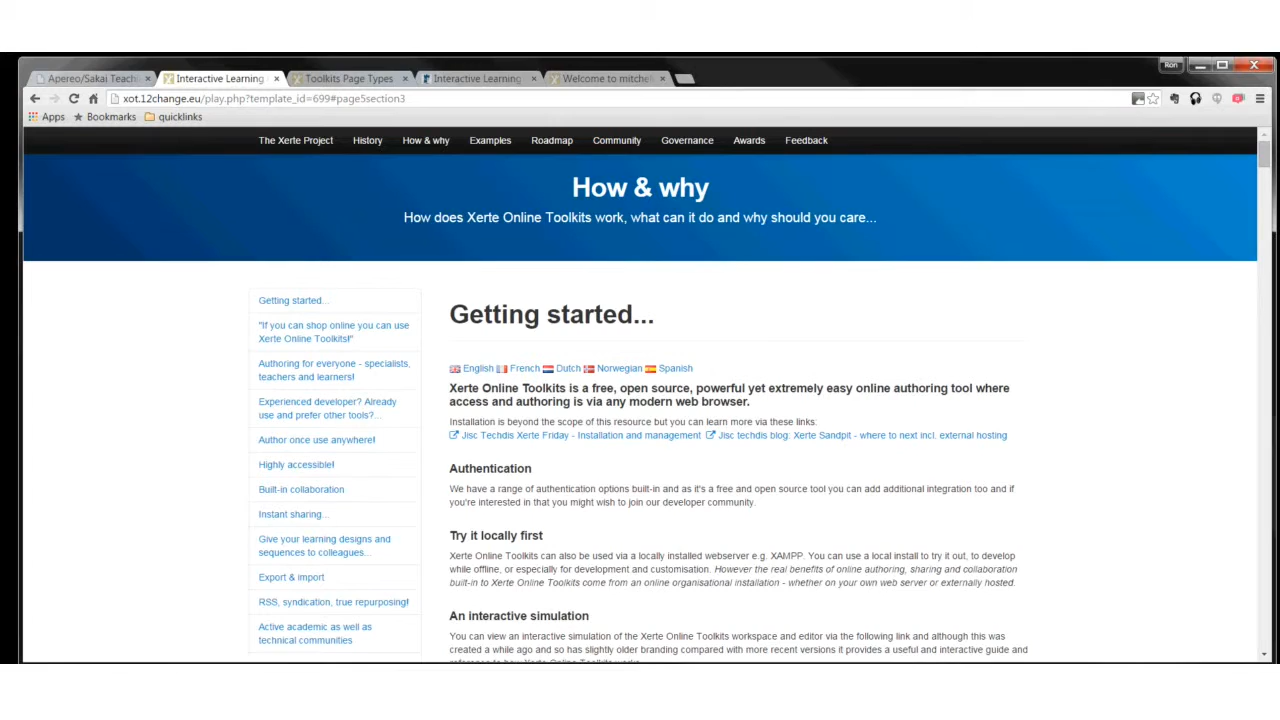 Ron
Apereo/Sakai Teach
Interactive Learning
Toolkits Page Types
Interactive Learning
Welcome to mitchel
xot.12change.eu/play.php?template_id=699#page5section3
Apps Bookmarks quicklinks
The Xerte Project History How & why Examples Roadmap Community Governance Awards Feedback
How & why
How does Xerte Online Toolkits work, what can it do and why should you care...
Getting started...
"If you can shop online you can use
Xerte Online Toolkits!"
Authoring for everyone - specialists,
teachers and learners!
Experienced developer? Already
use and prefer other tools?...
Author once use anywhere!
Highly accessible!
Built-in collaboration
Instant sharing...
Give your learning designs and
sequences to colleagues...
Export & import
RSS, syndication, true repurposing!
Active academic as well as
technical communities
Getting started...
English French Dutch Norwegian Spanish
Xerte Online Toolkits is a free, open source, powerful yet extremely easy online authoring tool where
access and authoring is via any modern web browser.
Installation is beyond the scope of this resource but you can learn more via these links:
Jisc Techdis Xerte Friday - Installation and management Jisc techdis blog: Xerte Sandpit - where to next incl. external hosting
Authentication
We have a range of authentication options built-in and as it's a free and open source tool you can add additional integration too and if
you're interested in that you might wish to join our developer community.
Try it locally first
Xerte Online Toolkits can also be used via a locally installed webserver e.g. XAMPP. You can use a local install to try it out, to develop
while offline, or especially for development and customisation. However the real benefits of online authoring, sharing and collaboration
built-in to Xerte Online Toolkits come from an online organisational installation - whether on your own web server or externally hosted.
An interactive simulation
You can view an interactive simulation of the Xerte Online Toolkits workspace and editor via the following link and although this was
created a while ago and so has slightly older branding compared with more recent versions it provides a useful and interactive guide and